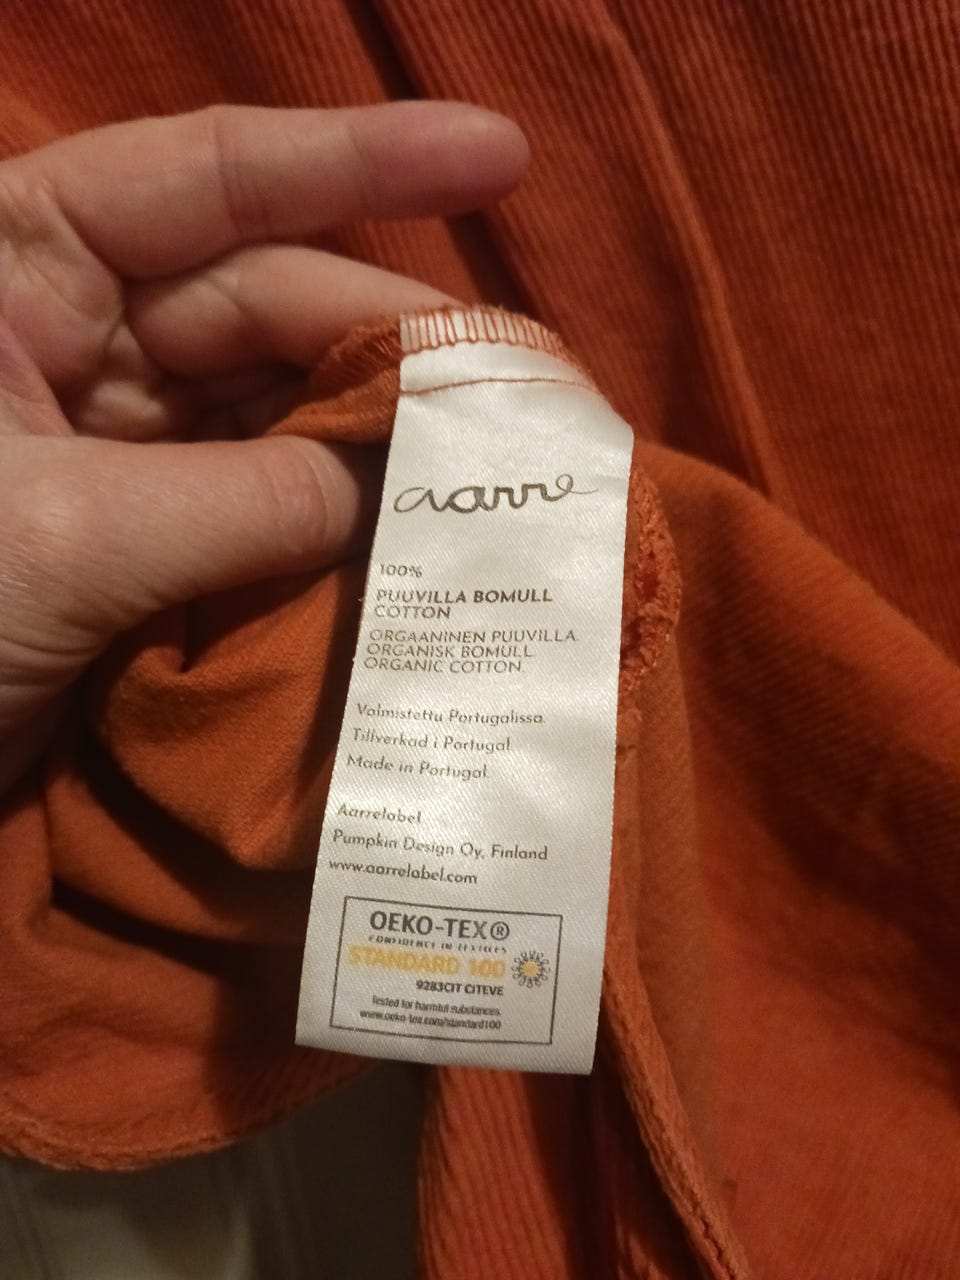 aarre
100%
PUUVILLA BOMULL
COTTON
ORGAANINEN PUUVILLA.
ORGANISK BOMULL.
ORGANIC COTTON.
Valmistettu Portugalissa.
Tillverkad i Portugal.
Made in Portugal.
Aarrelabel
Pumpkin Design Oy, Finland
www.aarrelabel.com
OEKO-TEX®
CONFIDENCE IN TEXTILES
STANDARD 100
9283CIT CITEVE
Tested for harmful substances.
www.oeko-tex.com/standard100